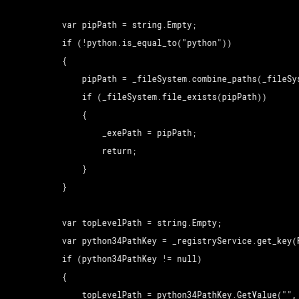 var pipPath = string.Empty;
if (!python.is_equal_to("python"))
{
pipPath = _fileSystem.combine_paths(_fileSys
if (_fileSystem.file_exists(pipPath))
{
_exePath = pipPath;
return;
}
}
var topLevelPath = string.Empty;
var python34PathKey = _registryService.get_key(
if (python34PathKey != null)
{
topLevelPath = python34PathKey.GetValue("",